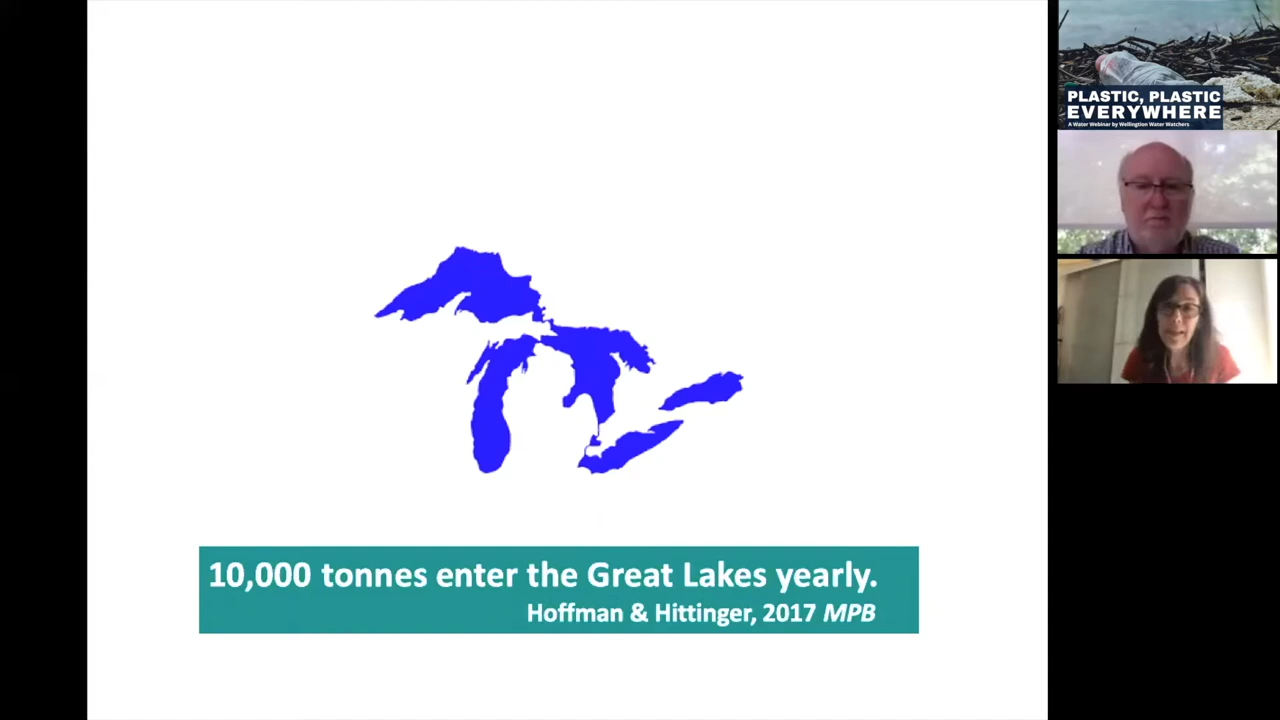 PLASTIC, PLASTIC
EVERYWHERE
A Water Webinar by Wellington Water Watchers
10,000 tonnes enter the Great Lakes yearly.
Hoffman & Hittinger, 2017 MPB